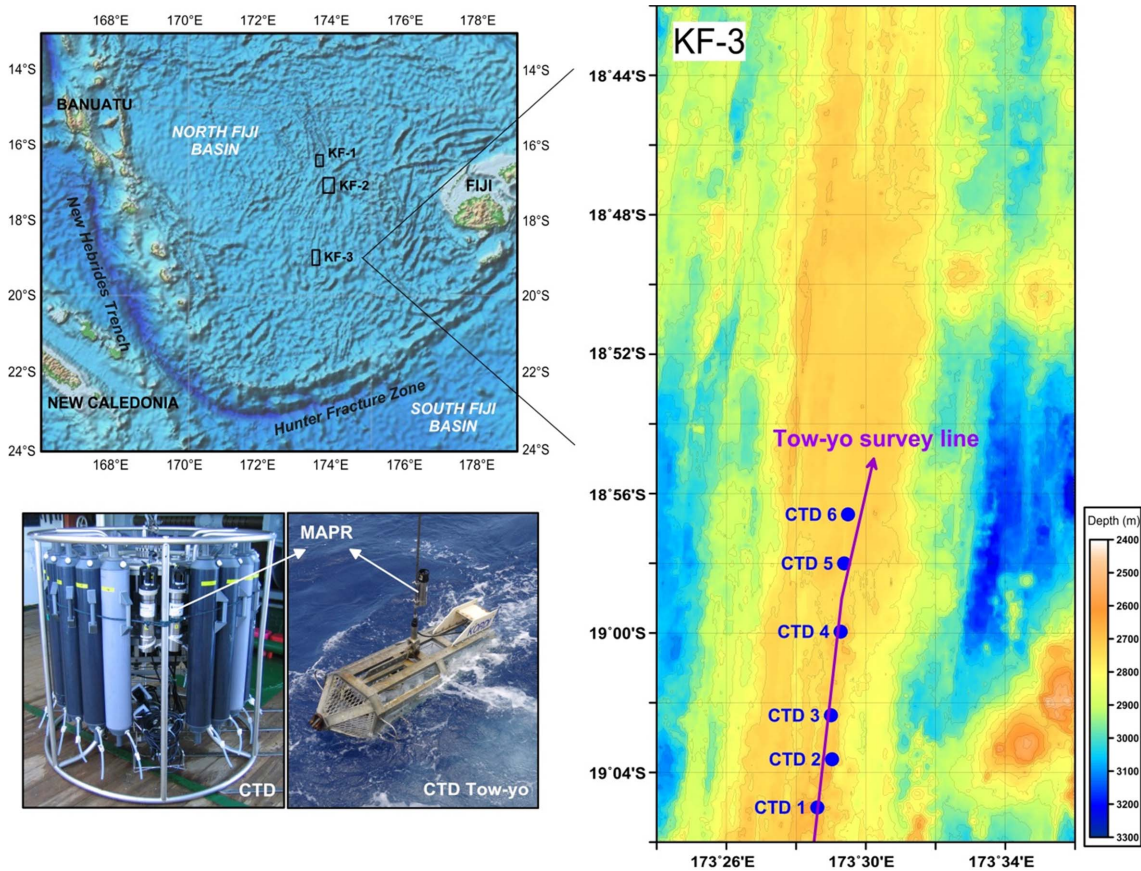 168°E 170°E 172°E 174°E 176°E 178°E
14°S
16°S
18°S
20°S
22°S
24°S
BANUATU
NORTH FIJI
BASIN
KF-1
KF-2
KF-3
FIJI
New Hebrides Trench
NEW CALEDONIA
Hunter Fracture Zone
SOUTH FIJI
BASIN
14°S
16°S
18°S
20°S
22°S
24°S
168°E 170°E 172°E 174°E 176°E 178°E
MAPR
CTD
KORDI
CTD Tow-yo
KF-3
18°44'S
18°48'S
18°52'S
18°56'S
19°00'S
19°04'S
Tow-yo survey line
CTD 6
CTD 5
CTD 4
CTD 3
CTD 2
CTD 1
173°26'E 173°30'E 173°34'E
Depth (m)
2400
2500
2600
2700
2800
2900
3000
3100
3200
3300